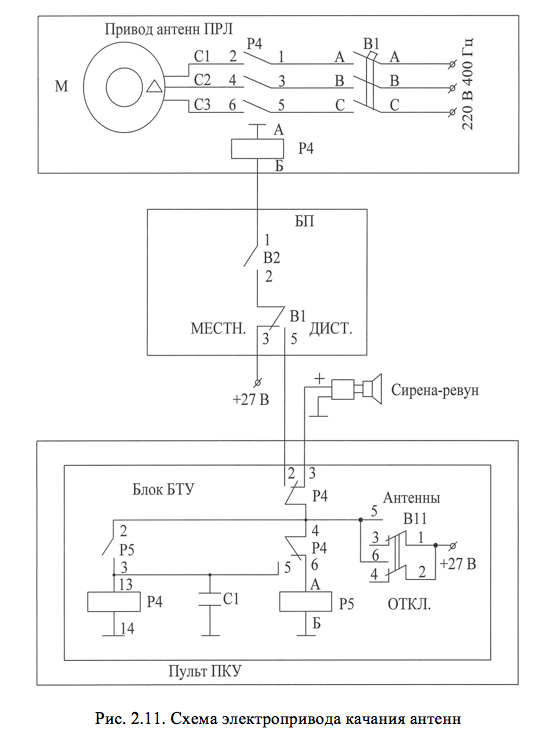 Привод антенн ПРЛ
С1 2 Р4 1 А В1 А
М С2 4 3 В В
С3 6 5 С С
220 В 400 Гц
А
Р4
Б
БП
1
В2
2
В1
МЕСТН. ДИСТ.
3 5
+27 В
+
Сирена-ревун
2 3
Блок БТУ
Р4
Антенны
5 В11
2 4
3 1
Р5 Р4
6
+27 В
3 5 6
4 2
13 А
Р4 С1 Р5 ОТКЛ.
14 Б
Пульт ПКУ
Рис. 2.11. Схема электропривода качания антенн